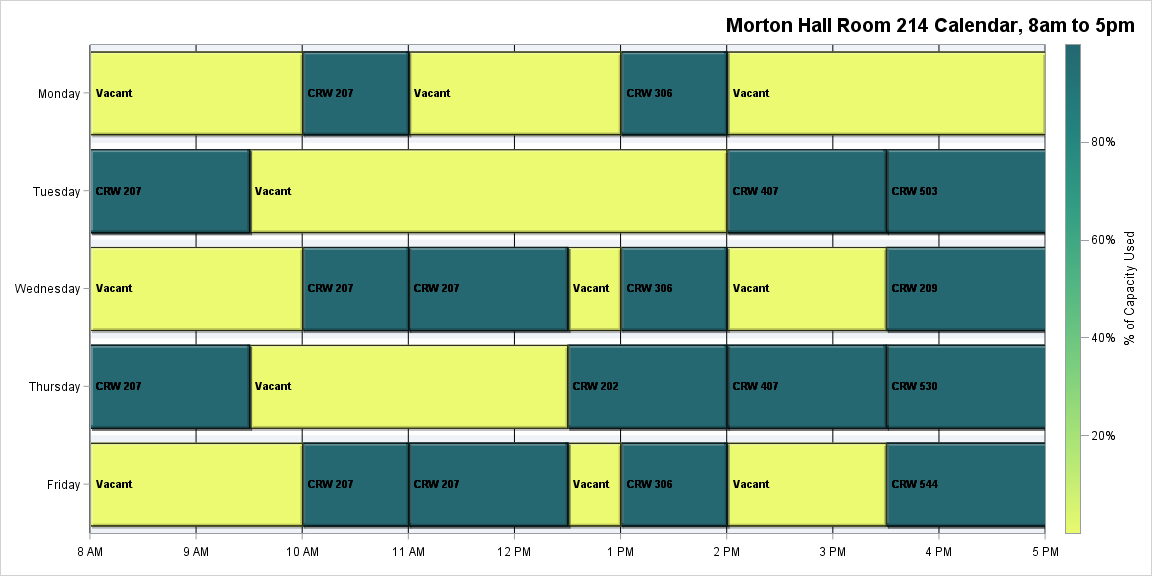 Morton Hall Room 214 Calendar, 8am to 5pm
Monday
Vacant
CRW 207
Vacant
CRW 306
Vacant
Tuesday
CRW 207
Vacant
CRW 407
CRW 503
Wednesday
Vacant
CRW 207
CRW 207
Vacant
CRW 306
Vacant
CRW 209
Thursday
CRW 207
Vacant
CRW 202
CRW 407
CRW 530
Friday
Vacant
CRW 207
CRW 207
Vacant
CRW 306
Vacant
CRW 544
8 AM
9 AM
10 AM
11 AM
12 PM
1 PM
2 PM
3 PM
4 PM
5 PM
80%
60%
40%
20%
% of Capacity Used